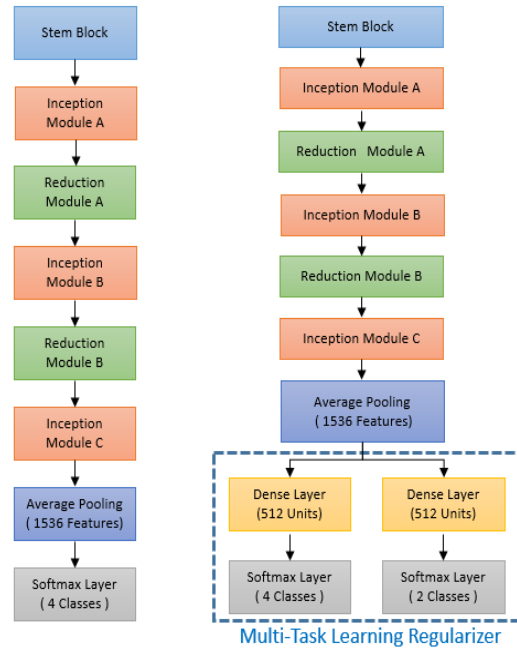 Stem Block
Inception
Module A
Reduction
Module A
Inception
Module B
Reduction
Module B
Inception
Module C
Average Pooling
( 1536 Features)
Softmax Layer
( 4 Classes )
Stem Block
Inception Module A
Reduction Module A
Inception Module B
Reduction Module B
Inception Module C
Average Pooling
( 1536 Features)
Dense Layer
(512 Units)
Dense Layer
(512 Units)
Softmax Layer
( 4 Classes )
Softmax Layer
( 2 Classes )
Multi-Task Learning Regularizer